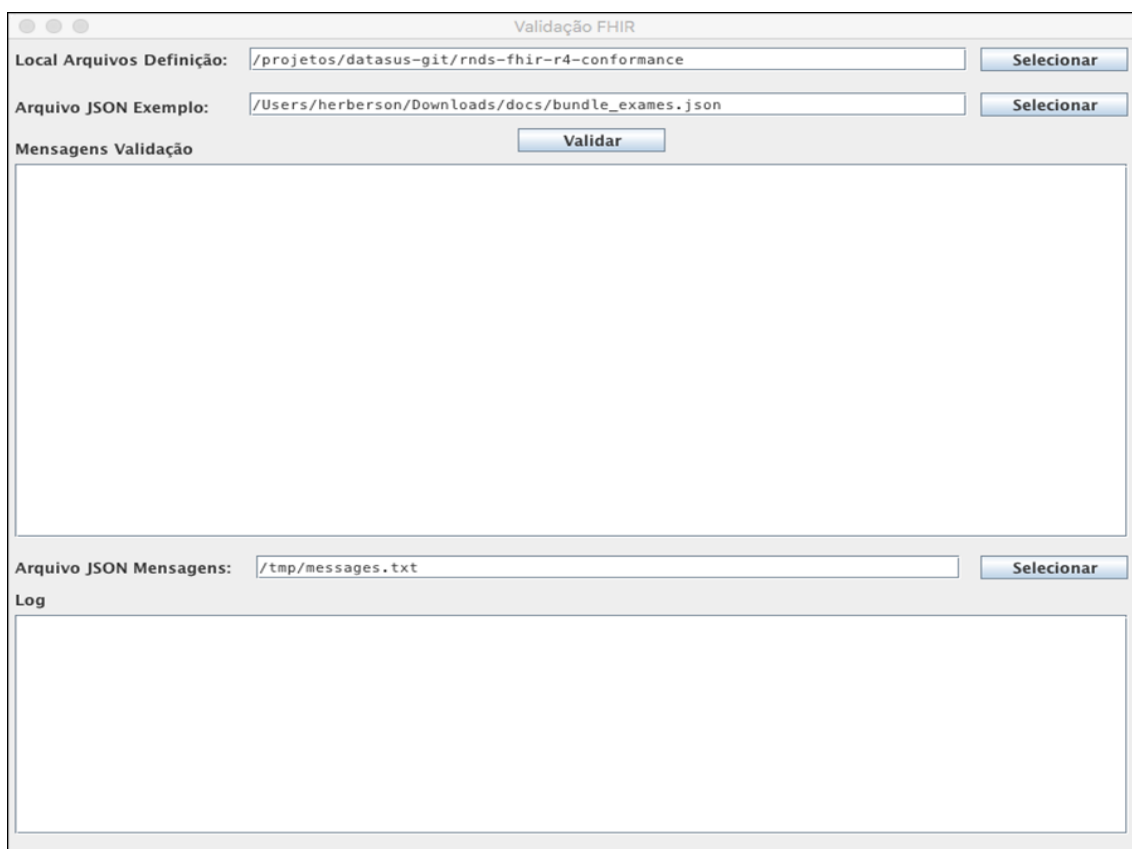 Validação FHIR
Local Arquivos Definição: /projetos/datasus-git/rnds-fhir-r4-conformance Selecionar
Arquivo JSON Exemplo: /Users/herberson/Downloads/docs/bundle_exames.json Selecionar
Validar
Mensagens Validação
Arquivo JSON Mensagens: /tmp/messages.txt Selecionar
Log